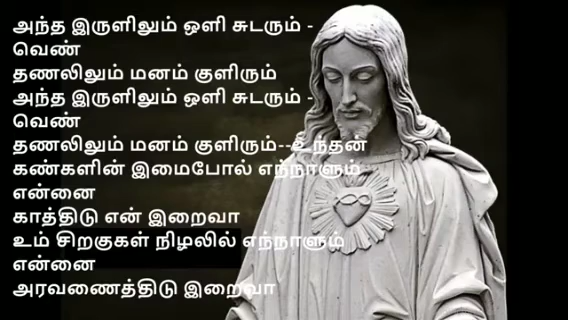 அந்த இருளிலும் ஒளி சுடரும் -
வெண்
தணலிலும் மனம் குளிரும்
அந்த இருளிலும் ஒளி சுடரும் -
வெண்
தணலிலும் மனம் குளிரும்--உந்தன்
கண்களின் இமைபோல் எந்நாளும்
என்னை
காத்திடு என் இறைவா
உம் சிறகுகள் நிழலில் எந்நாளும்
என்னை
அரவணைத்திடு இறைவா